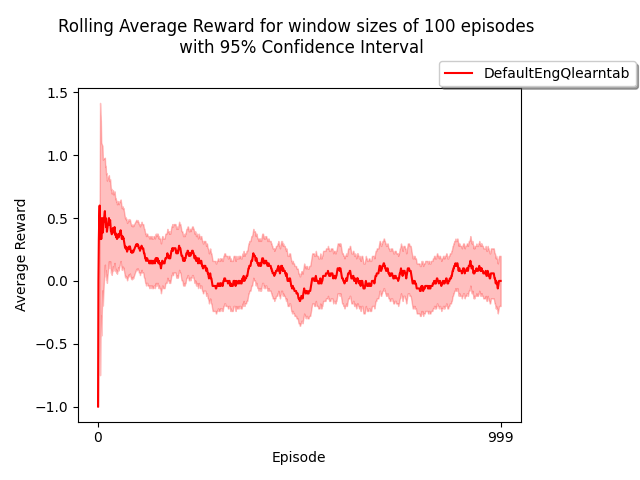 Rolling Average Reward for window sizes of 100 episodes
with 95% Confidence Interval
DefaultEngQlearntab
1.5
1.0
0.5
0.0
−0.5
−1.0
Average Reward
0
999
Episode